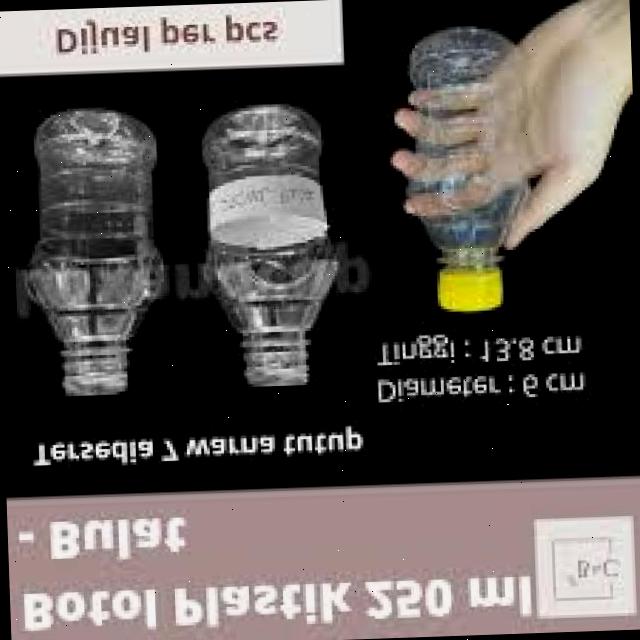 Botol Plastik 250 ml
- Bulat
Tersedia 7 warna tutup
Diameter : 6 cm
Tinggi : 13.8 cm
Dijual per pcs